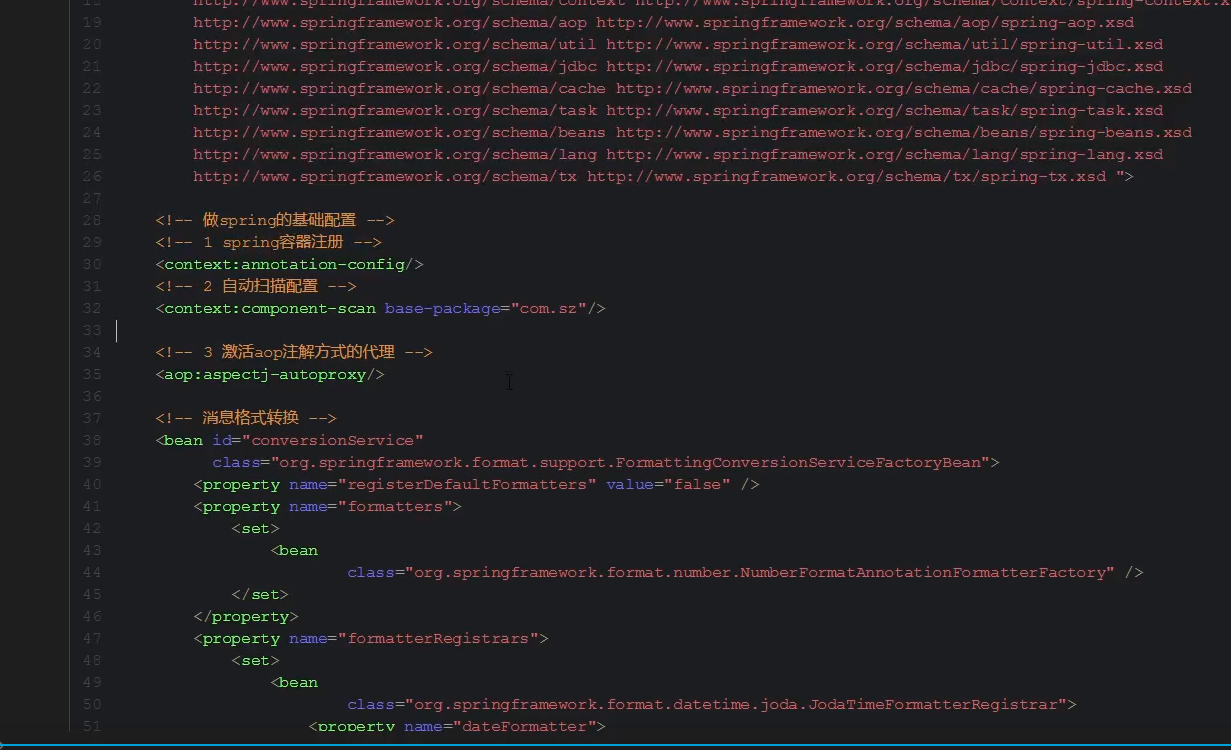 18 http://www.springframework.org/schema/context http://www.springframework.org/schema/context/spring-context.x
19 http://www.springframework.org/schema/aop http://www.springframework.org/schema/aop/spring-aop.xsd
20 http://www.springframework.org/schema/util http://www.springframework.org/schema/util/spring-util.xsd
21 http://www.springframework.org/schema/jdbc http://www.springframework.org/schema/jdbc/spring-jdbc.xsd
22 http://www.springframework.org/schema/cache http://www.springframework.org/schema/cache/spring-cache.xsd
23 http://www.springframework.org/schema/task http://www.springframework.org/schema/task/spring-task.xsd
24 http://www.springframework.org/schema/beans http://www.springframework.org/schema/beans/spring-beans.xsd
25 http://www.springframework.org/schema/lang http://www.springframework.org/schema/lang/spring-lang.xsd
26 http://www.springframework.org/schema/tx http://www.springframework.org/schema/tx/spring-tx.xsd ">
27
28 <!-- 做spring的基础配置 -->
29 <!-- 1 spring容器注册 -->
30 <context:annotation-config/>
31 <!-- 2 自动扫描配置 -->
32 <context:component-scan base-package="com.sz"/>
33
34 <!-- 3 激活aop注解方式的代理 -->
35 <aop:aspectj-autoproxy/>
36
37 <!-- 消息格式转换 -->
38 <bean id="conversionService"
39 class="org.springframework.format.support.FormattingConversionServiceFactoryBean">
40 <property name="registerDefaultFormatters" value="false" />
41 <property name="formatters">
42 <set>
43 <bean
44 class="org.springframework.format.number.NumberFormatAnnotationFormatterFactory" />
45 </set>
46 </property>
47 <property name="formatterRegistrars">
48 <set>
49 <bean
50 class="org.springframework.format.datetime.joda.JodaTimeFormatterRegistrar">
51 <property name="dateFormatter">